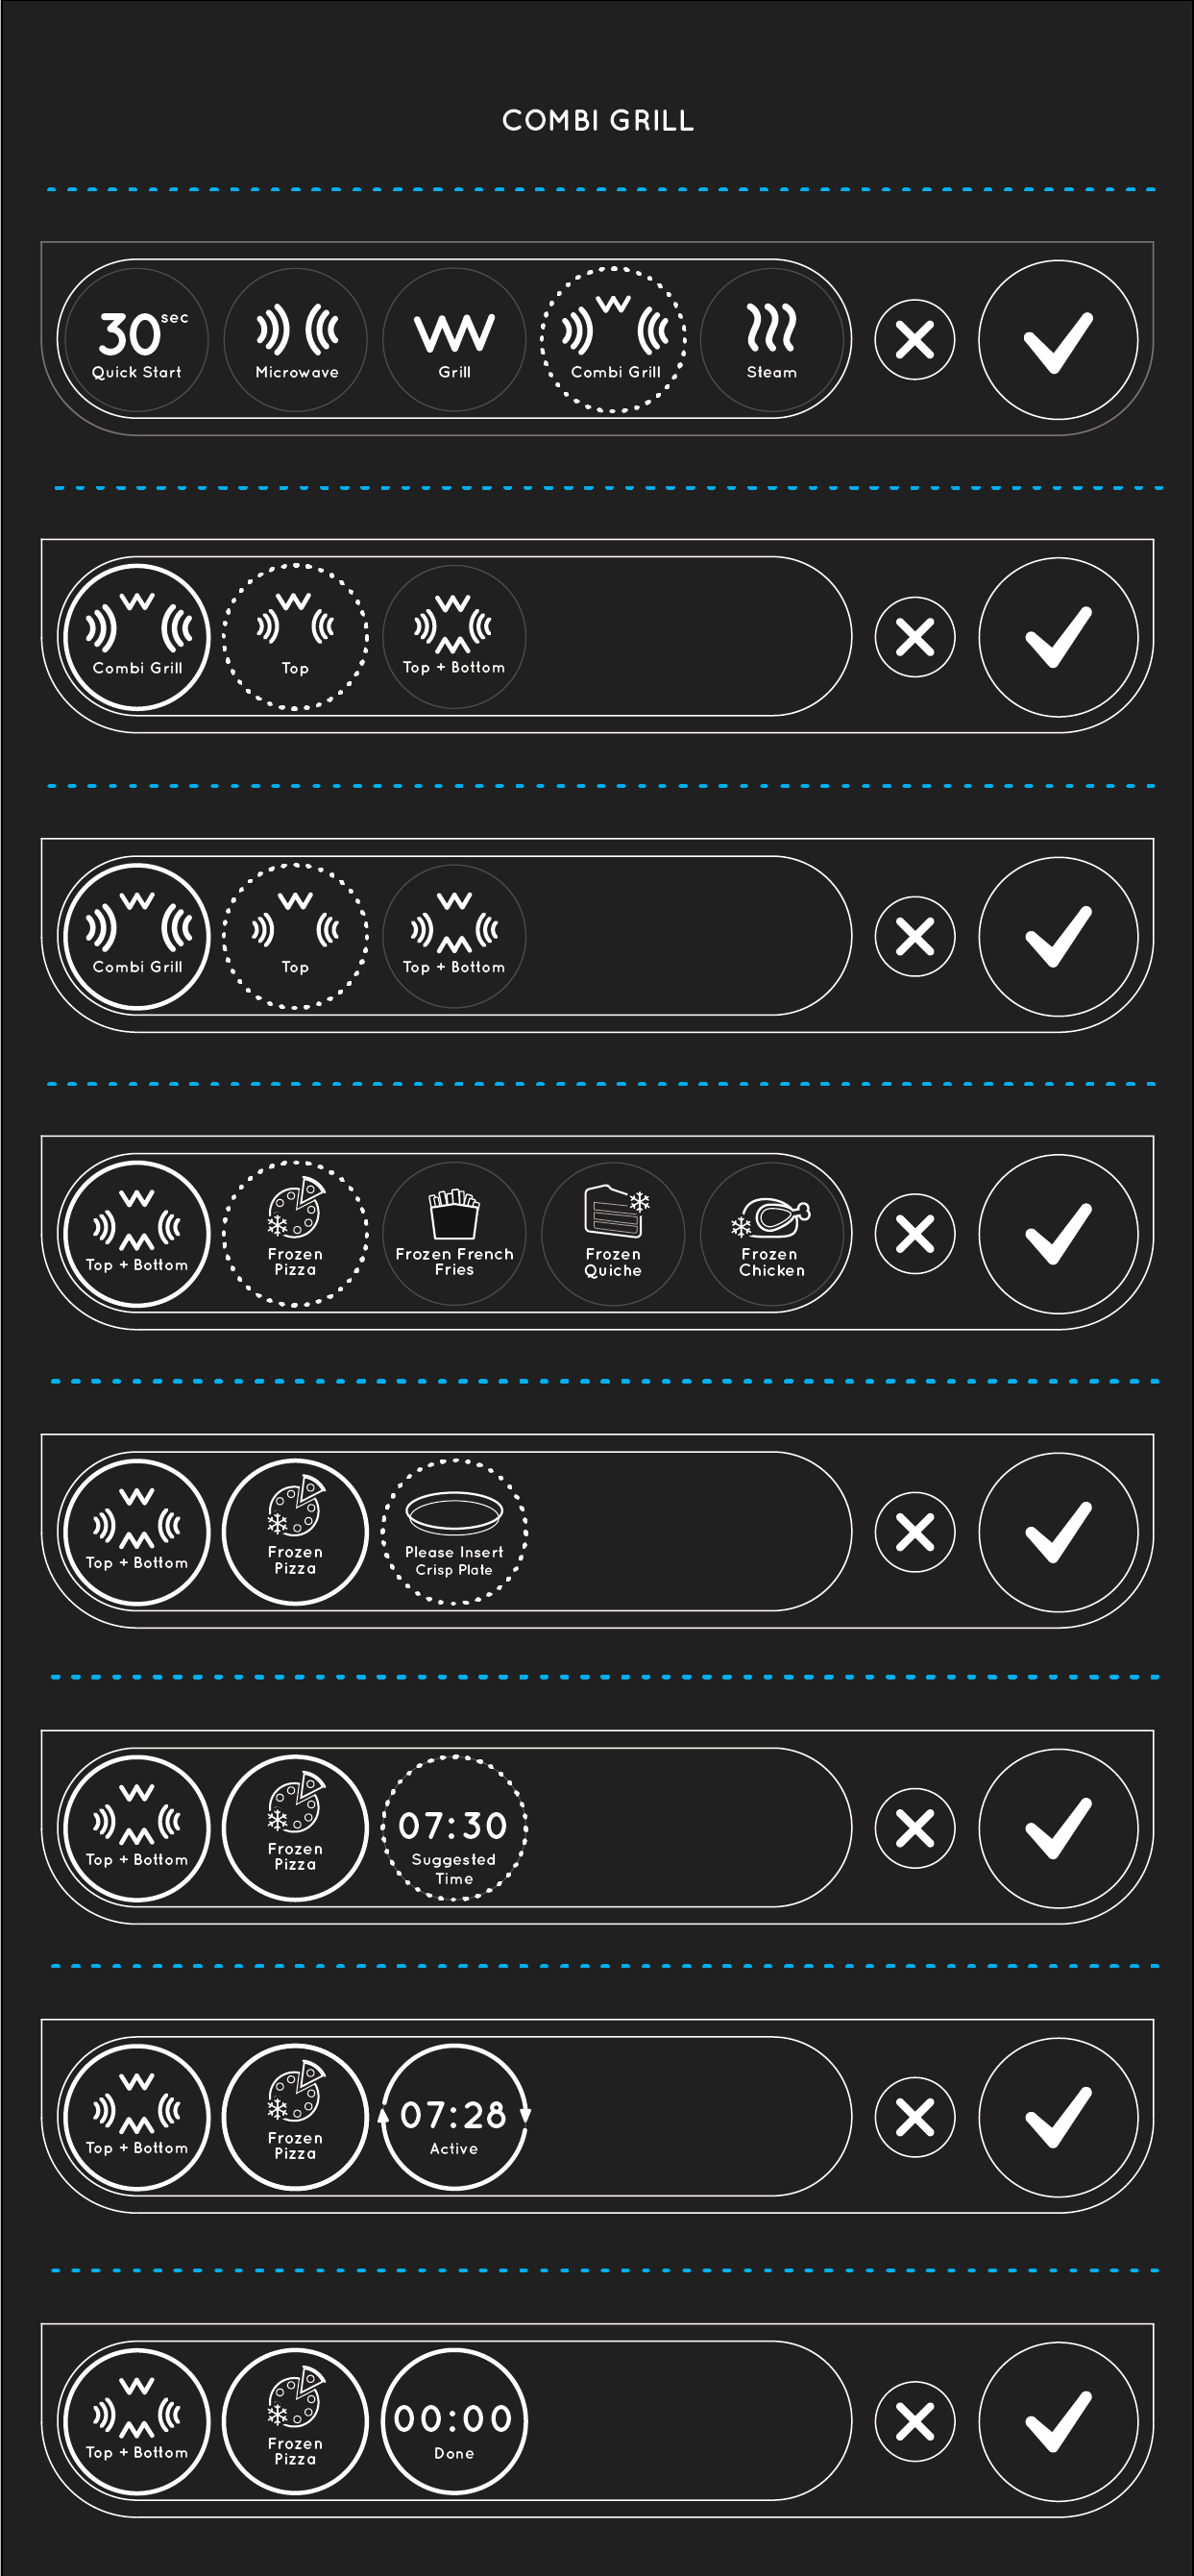 COMBI GRILL
30 sec
Quick Start
Microwave
Grill
Combi Grill
Steam
Combi Grill
Top
Top + Bottom
Combi Grill
Top
Top + Bottom
Top + Bottom
Frozen
Pizza
Frozen French
Fries
Frozen
Quiche
Frozen
Chicken
Top + Bottom
Frozen
Pizza
Please Insert
Crisp Plate
Top + Bottom
Frozen
Pizza
07:30
Suggested
Time
Top + Bottom
Frozen
Pizza
07:28
Active
Top + Bottom
Frozen
Pizza
00:00
Done